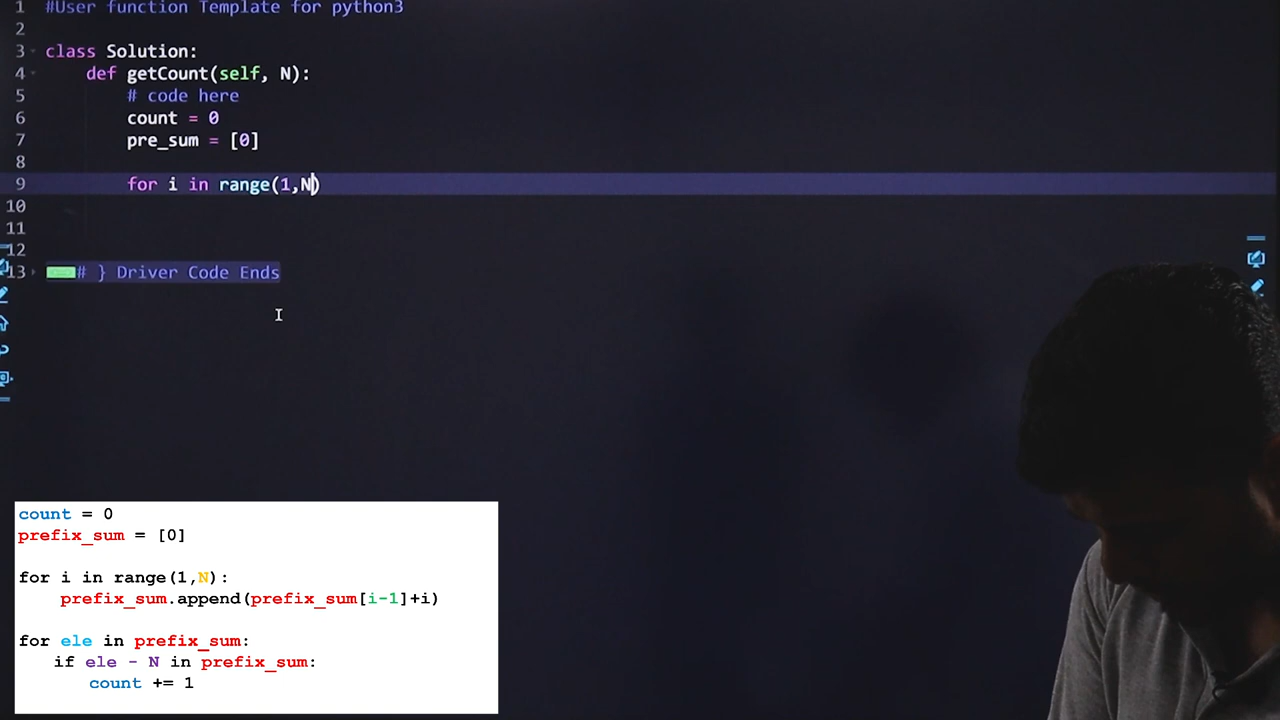 1 #User function Template for python3
2
3 class Solution:
4 def getCount(self, N):
5 # code here
6 count = 0
7 pre_sum = [0]
8
9 for i in range(1,N)
10
11
12
13 # } Driver Code Ends
count = 0
prefix_sum = [0]
for i in range(1,N):
prefix_sum.append(prefix_sum[i-1]+i)
for ele in prefix_sum:
if ele - N in prefix_sum:
count += 1